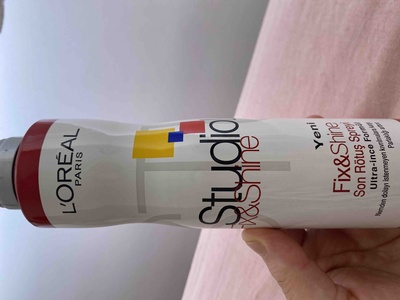 L'ORÉAL
PARIS
Studio
Fix&Shine
Yeni
Fix&Shine
Son Rötuş Spreyi
Ultra-ince Formül